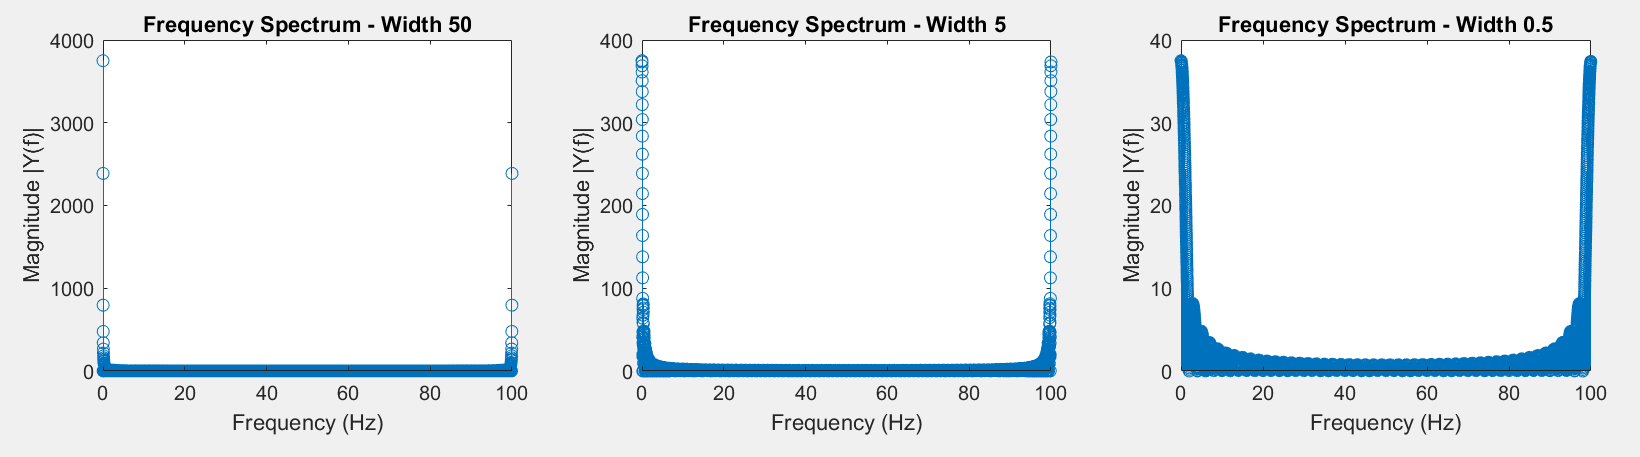 Frequency Spectrum - Width 50
4000
3000
2000
1000
0
Magnitude |Y(f)|
0 20 40 60 80 100
Frequency (Hz)
Frequency Spectrum - Width 5
400
300
200
100
0
Magnitude |Y(f)|
0 20 40 60 80 100
Frequency (Hz)
Frequency Spectrum - Width 0.5
40
30
20
10
0
Magnitude |Y(f)|
0 20 40 60 80 100
Frequency (Hz)